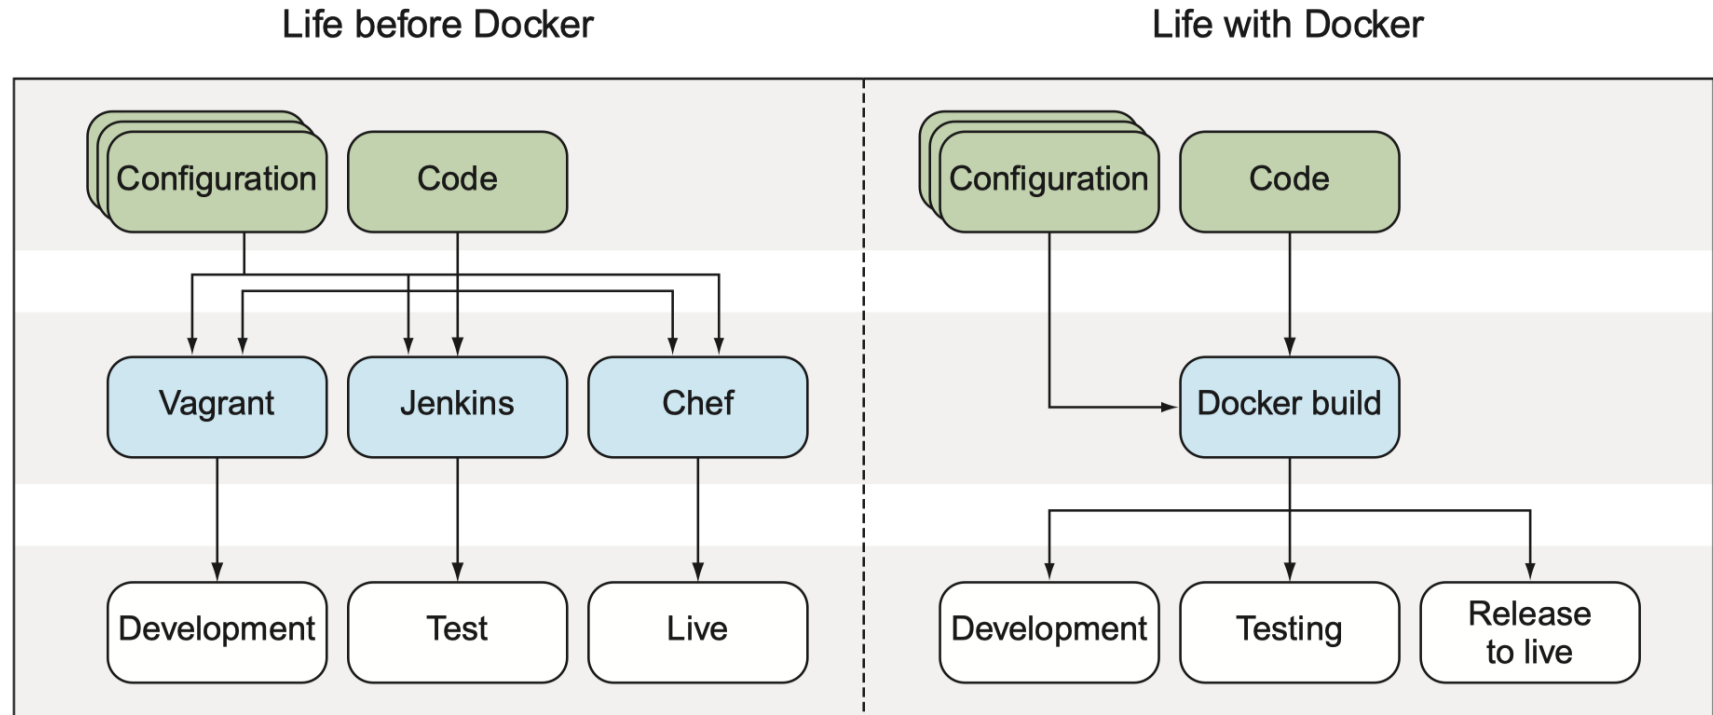 Life before Docker
Life with Docker
Configuration
Code
Configuration
Code
Vagrant
Jenkins
Chef
Docker build
Development
Test
Live
Development
Testing
Release
to live